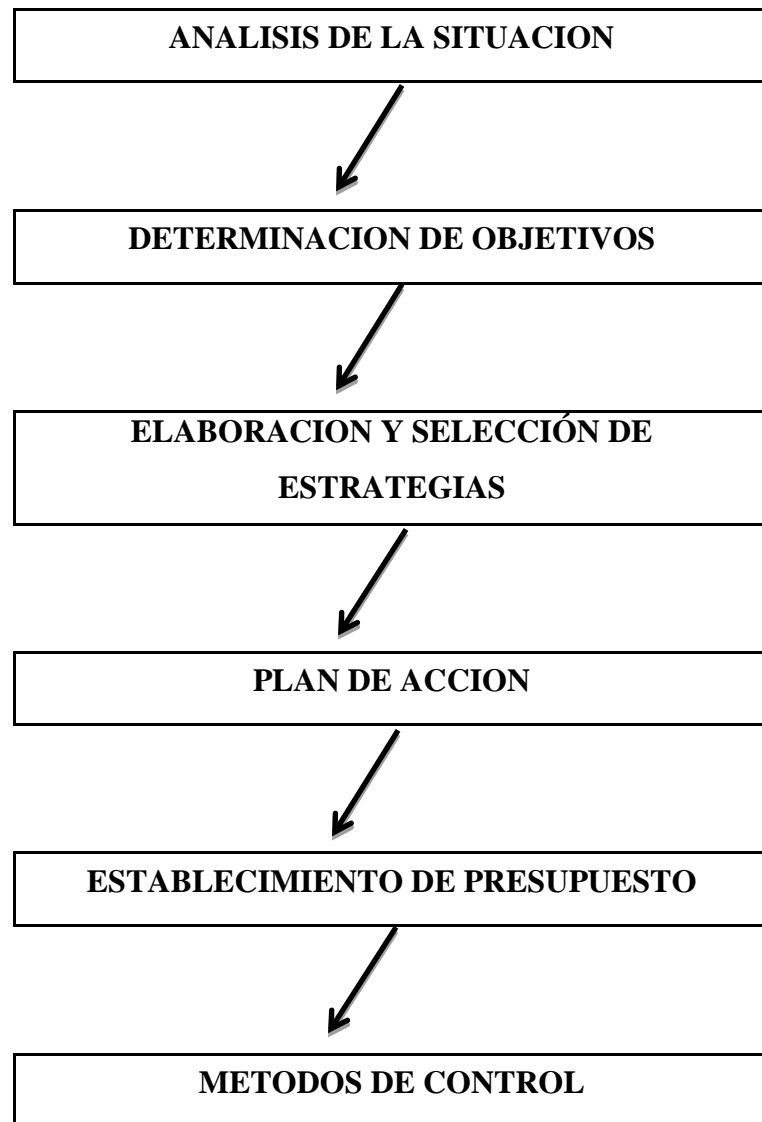 ANALISIS DE LA SITUACION
DETERMINACION DE OBJETIVOS
ELABORACION Y SELECCIÓN DE
ESTRATEGIAS
PLAN DE ACCION
ESTABLECIMIENTO DE PRESUPUESTO
METODOS DE CONTROL